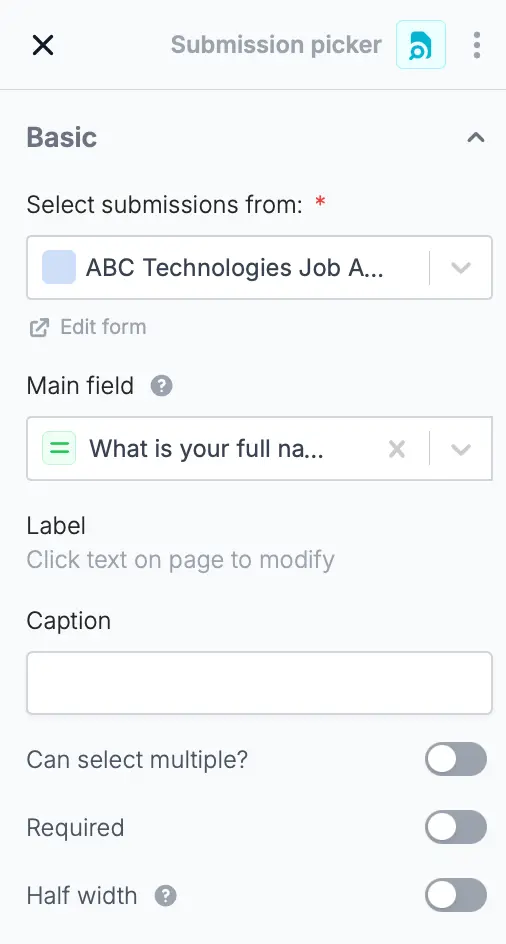 Submission picker
Basic
Select submissions from: *
ABC Technologies Job A...
Edit form
Main field ?
What is your full na...
Label
Click text on page to modify
Caption
Can select multiple?
Required
Half width ?